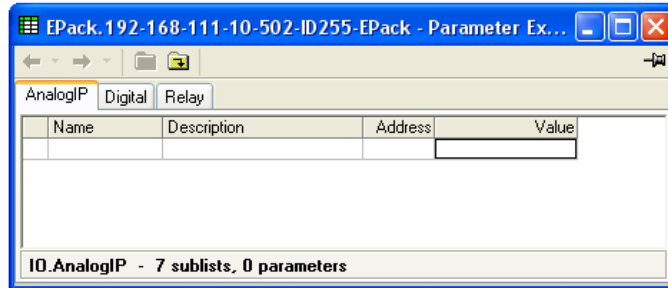 EPack.192-168-111-10-502-ID255-EPack - Parameter Ex...
AnalogIP Digital Relay
Name Description Address Value
IO.AnalogIP - 7 sublists, 0 parameters